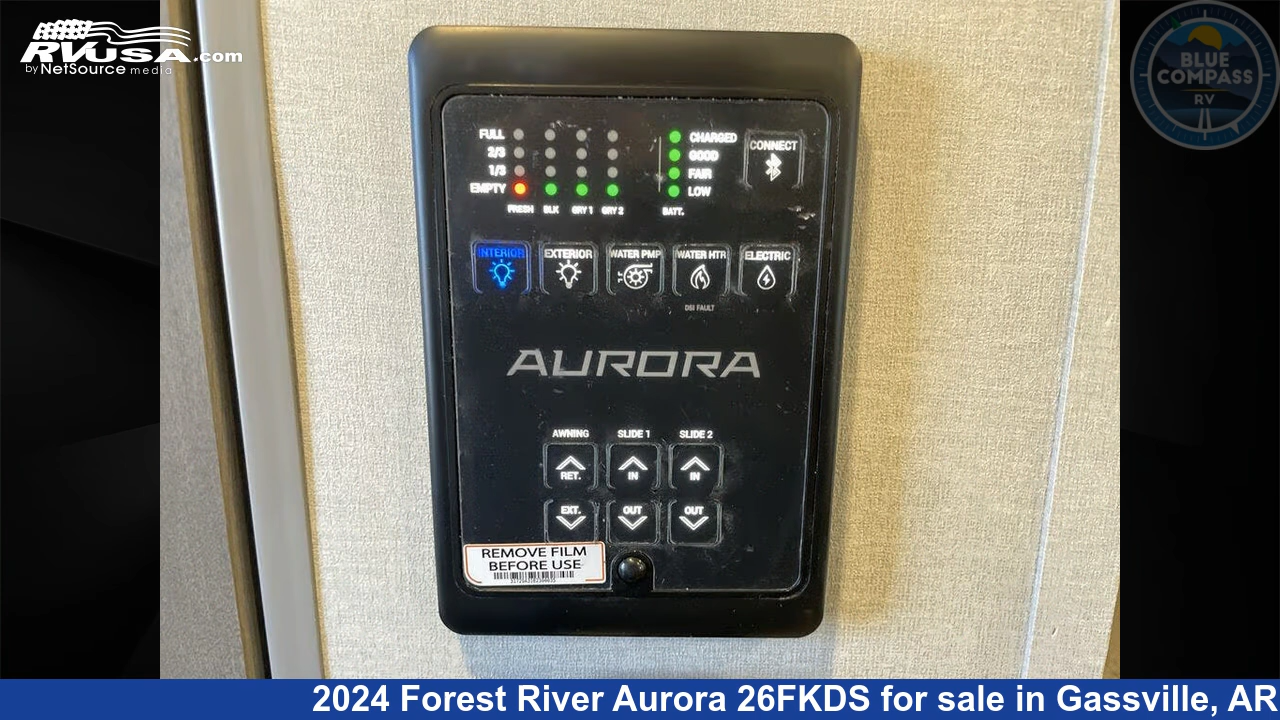 RVUSA.com
by NetSource media
BLUE
COMPASS
RV
FULL
2/3
1/3
EMPTY
FRESH BLK GRY 1 GRY 2
CHARGED
GOOD
FAIR
LOW
BATT.
CONNECT
INTERIOR EXTERIOR WATER PMP WATER HTR ELECTRIC
DSI FAULT
AURORA
AWNING SLIDE 1 SLIDE 2
RET. IN IN
EXT. OUT OUT
REMOVE FILM
BEFORE USE
2024 Forest River Aurora 26FKDS for sale in Gassville, AR